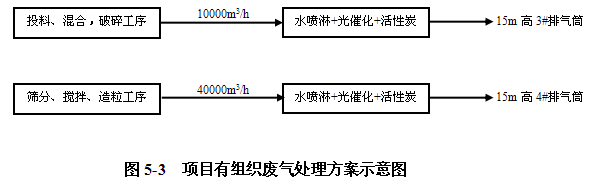 投料、混合，破碎工序 10000m³/h 水喷淋+光催化+活性炭 15m 高 3#排气筒
筛分、搅拌、造粒工序 40000m³/h 水喷淋+光催化+活性炭 15m 高 4#排气筒
图 5-3 项目有组织废气处理方案示意图